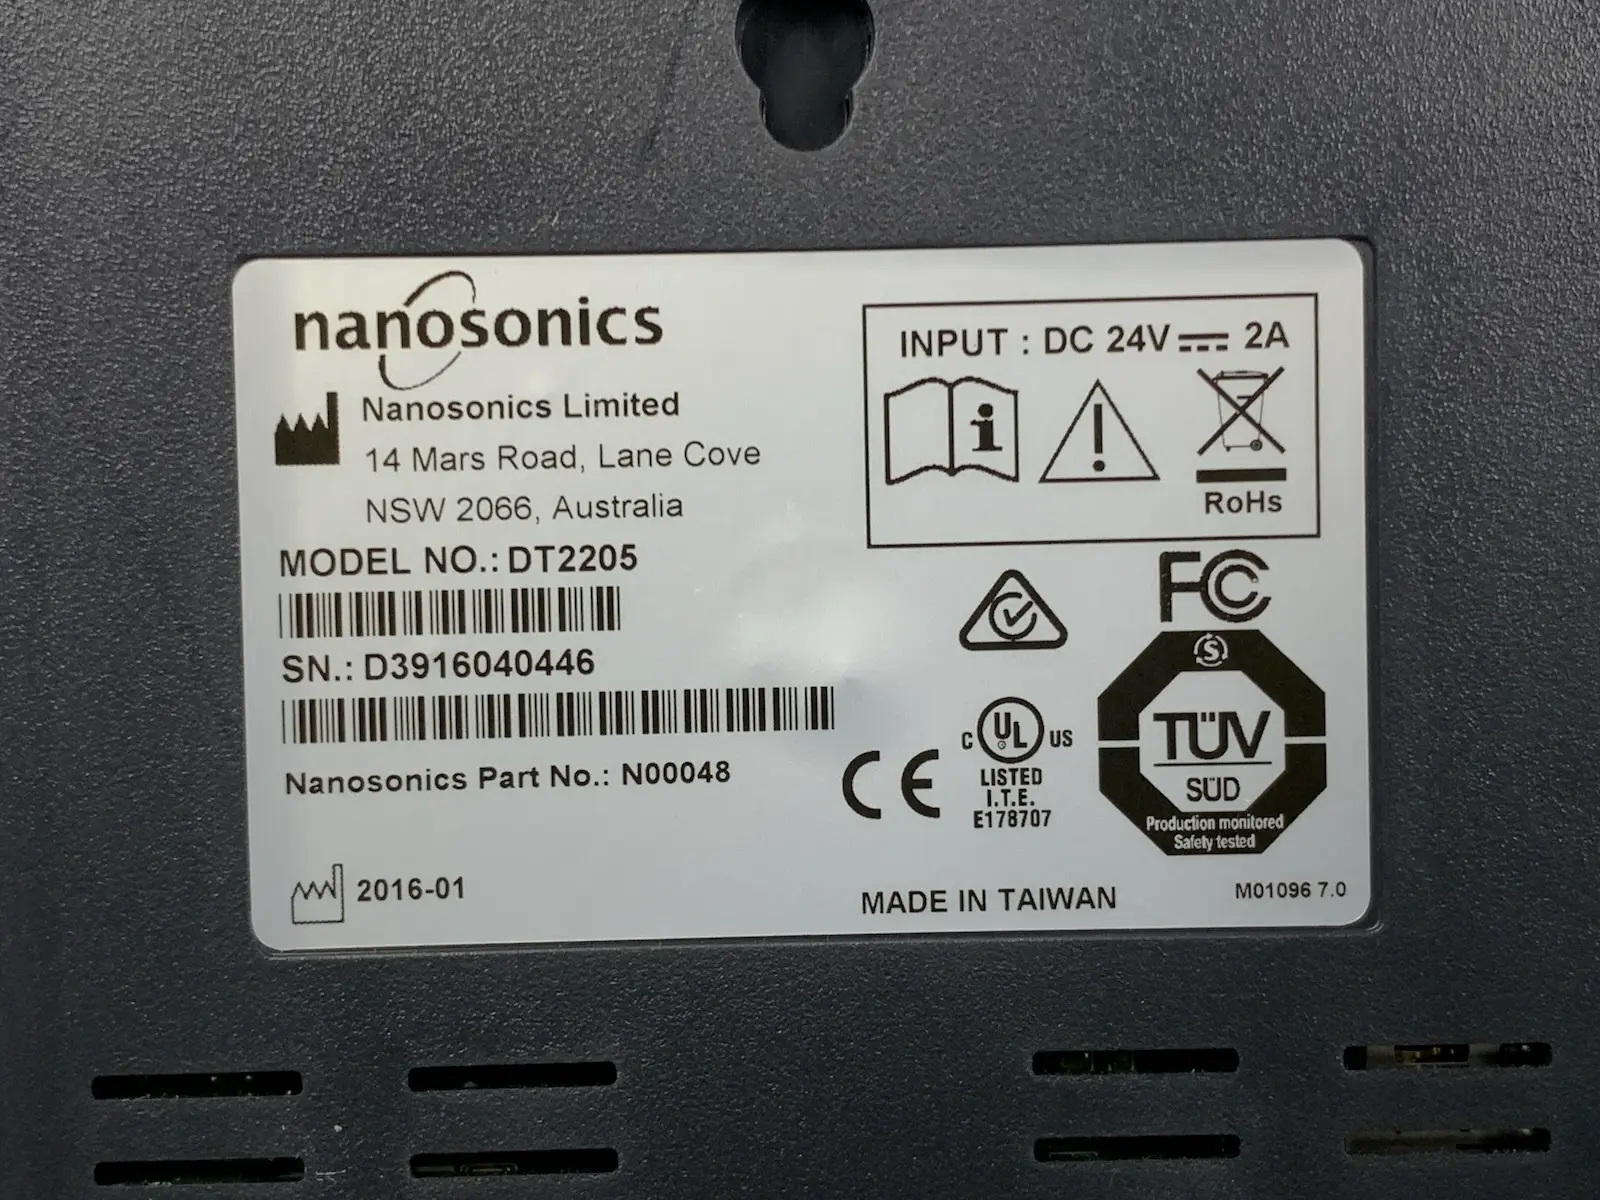 nanosonics
Nanosonics Limited
14 Mars Road, Lane Cove
NSW 2066, Australia
MODEL NO.: DT2205
SN.: D3916040446
Nanosonics Part No.: N00048
2016-01
INPUT : DC 24V 2A
i
!
RoHs
FC
S
TÜV
SÜD
Production monitored
Safety tested
C UL US
LISTED
I.T.E.
E178707
CE
MADE IN TAIWAN
M01096 7.0